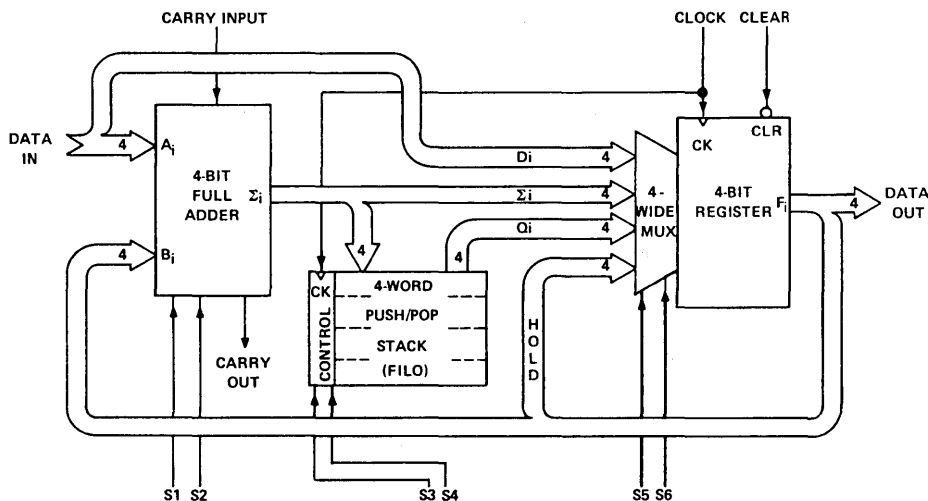 CARRY INPUT
CLOCK CLEAR
DATA
IN
4
Ai
4-BIT
FULL
ADDER
Σi
4
Bi
CARRY
OUT
S1 S2
4
CK
CONTROL
4-WORD
PUSH/POP
STACK
(FILO)
4
S3 S4
Di
4
Σi
4
Qi
4
4
HOLD
4-
WIDE
MUX
S5 S6
CK
CLR
4-BIT
REGISTER
Fi
4
DATA
OUT